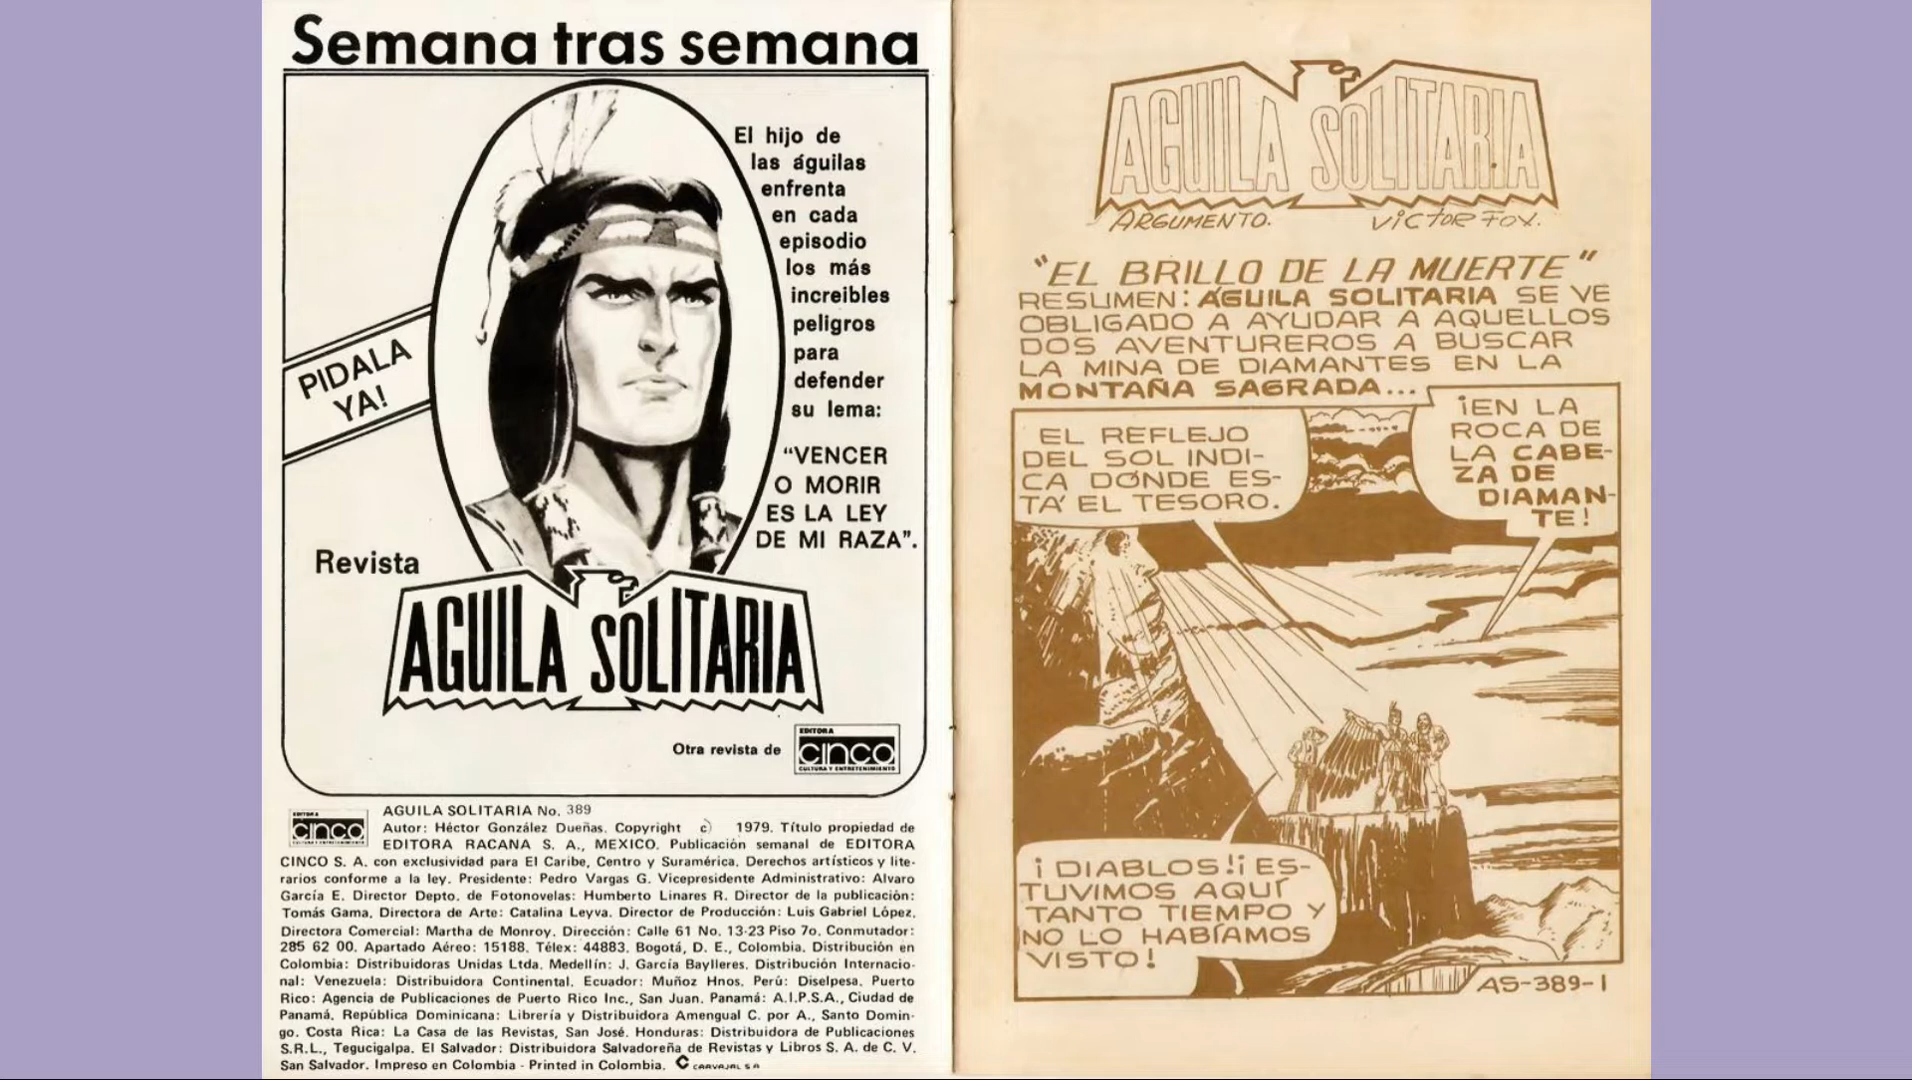 Semana tras semana
El hijo de
las águilas
enfrenta
en cada
episodio
los más
increibles
peligros
para
defender
su lema:
“VENCER
O MORIR
ES LA LEY
DE MI RAZA”.
PIDALA
YA!
Revista
AGUILA SOLITARIA
Otra revista de
EDITORA
CINCO
CULTURA Y ENTRETENIMIENTO
EDITORA
CINCO
AGUILA SOLITARIA No. 389
Autor: Héctor González Dueñas. Copyright c) 1979. Título propiedad de
EDITORA RACANA S. A., MEXICO. Publicación semanal de EDITORA
CINCO S. A. con exclusividad para El Caribe, Centro y Suramérica. Derechos artísticos y lite-
rarios conforme a la ley. Presidente: Pedro Vargas G. Vicepresidente Administrativo: Alvaro
García E. Director Depto. de Fotonovelas: Humberto Linares R. Director de la publicación:
Tomás Gama. Directora de Arte: Catalina Leyva. Director de Producción: Luis Gabriel López.
Directora Comercial: Martha de Monroy. Dirección: Calle 61 No. 13-23 Piso 7o. Conmutador:
285 62 00. Apartado Aéreo: 15188. Télex: 44883. Bogotá, D. E., Colombia. Distribución en
Colombia: Distribuidoras Unidas Ltda. Medellín: J. García Baylleres. Distribución Internacio-
nal: Venezuela: Distribuidora Continental. Ecuador: Muñoz Hnos. Perú: Diselpesa. Puerto
Rico: Agencia de Publicaciones de Puerto Rico Inc., San Juan. Panamá: A.I.P.S.A., Ciudad de
Panamá. República Dominicana: Librería y Distribuidora Amengual C. por A., Santo Domin-
go. Costa Rica: La Casa de las Revistas, San José. Honduras: Distribuidora de Publicaciones
S.R.L., Tegucigalpa. El Salvador: Distribuidora Salvadoreña de Revistas y Libros S. A. de C. V.
San Salvador. Impreso en Colombia - Printed in Colombia. CARVAJAL S A
AGUILA SOLITARIA
ARGUMENTO. VICTOR FOX.
"EL BRILLO DE LA MUERTE"
RESUMEN: ÁGUILA SOLITARIA SE VE
OBLIGADO A AYUDAR A AQUELLOS
DOS AVENTUREROS A BUSCAR
LA MINA DE DIAMANTES EN LA
MONTAÑA SAGRADA...
EL REFLEJO
DEL SOL INDI-
CA DÓNDE ES-
TÁ EL TESORO.
¡EN LA
ROCA DE
LA CABE-
ZA DE
DIAMAN-
TE!
¡DIABLOS!¡ES-
TUVIMOS AQUÍ
TANTO TIEMPO Y
NO LO HABÍAMOS
VISTO!
AS-389-1